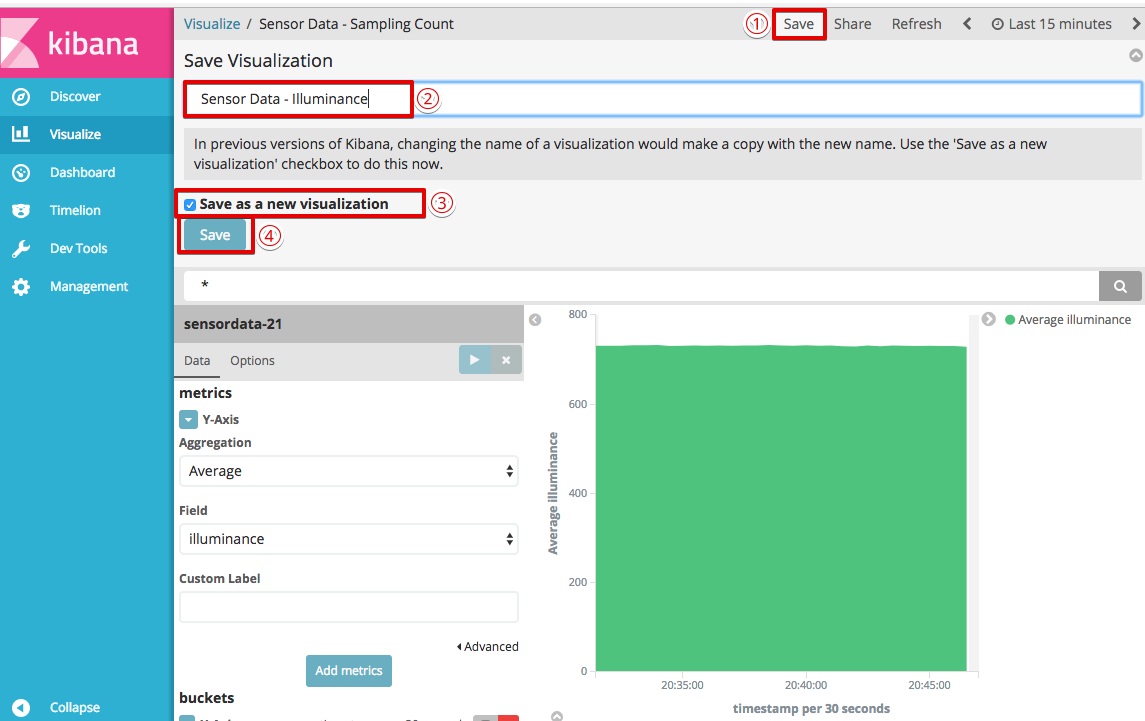 kibana
Discover
Visualize
Dashboard
Timelion
Dev Tools
Management
Collapse
Visualize / Sensor Data - Sampling Count
① Save Share Refresh Last 15 minutes
Save Visualization
Sensor Data - Illuminance ②
In previous versions of Kibana, changing the name of a visualization would make a copy with the new name. Use the 'Save as a new
visualization' checkbox to do this now.
Save as a new visualization ③
Save ④
*
sensordata-21
Data Options
metrics
Y-Axis
Aggregation
Average
Field
illuminance
Custom Label
Advanced
Add metrics
buckets
Average illuminance
800
600
400
200
0
Average illuminance
20:35:00 20:40:00 20:45:00
timestamp per 30 seconds